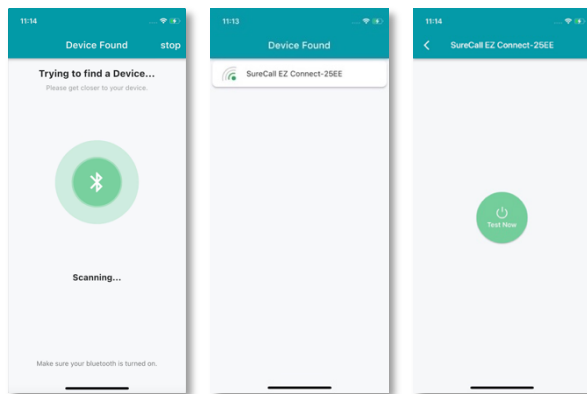 11:14
Device Found
stop
Trying to find a Device...
Please get closer to your device.
Scanning...
Make sure your bluetooth is turned on.
11:13
Device Found
SureCall EZ Connect-25EE
11:14
SureCall EZ Connect-25EE
Test Now